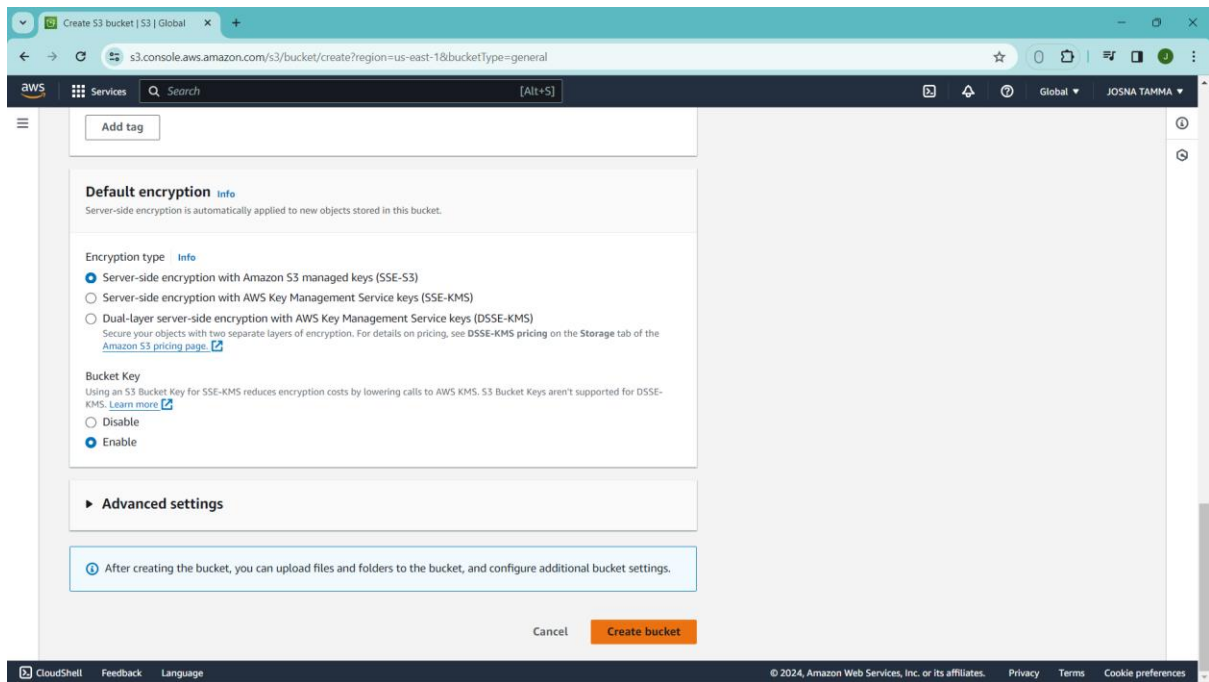 Create S3 bucket | S3 | Global
s3.console.aws.amazon.com/s3/bucket/create?region=us-east-1&bucketType=general
J
aws
Services
Search
[Alt+S]
Global
JOSNA TAMMA
Add tag
Default encryption Info
Server-side encryption is automatically applied to new objects stored in this bucket.
Encryption type Info
Server-side encryption with Amazon S3 managed keys (SSE-S3)
Server-side encryption with AWS Key Management Service keys (SSE-KMS)
Dual-layer server-side encryption with AWS Key Management Service keys (DSSE-KMS)
Secure your objects with two separate layers of encryption. For details on pricing, see DSSE-KMS pricing on the Storage tab of the
Amazon S3 pricing page.
Bucket Key
Using an S3 Bucket Key for SSE-KMS reduces encryption costs by lowering calls to AWS KMS. S3 Bucket Keys aren't supported for DSSE-
KMS. Learn more
Disable
Enable
Advanced settings
After creating the bucket, you can upload files and folders to the bucket, and configure additional bucket settings.
Cancel
Create bucket
CloudShell
Feedback
Language
© 2024, Amazon Web Services, Inc. or its affiliates.
Privacy
Terms
Cookie preferences